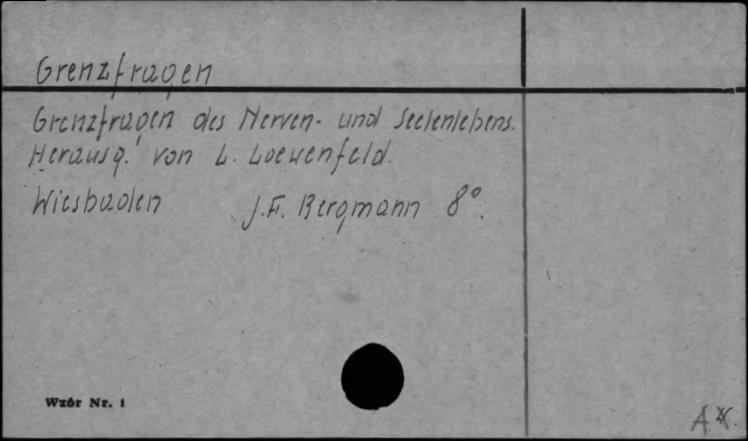 Grenzfragen
Grenzfragen des Nerven- und Seelenlebens.
Herausg. von L. Loewenfeld.
Wiesbaden J.F. Bergmann 8°.
Wzór Nr. 1